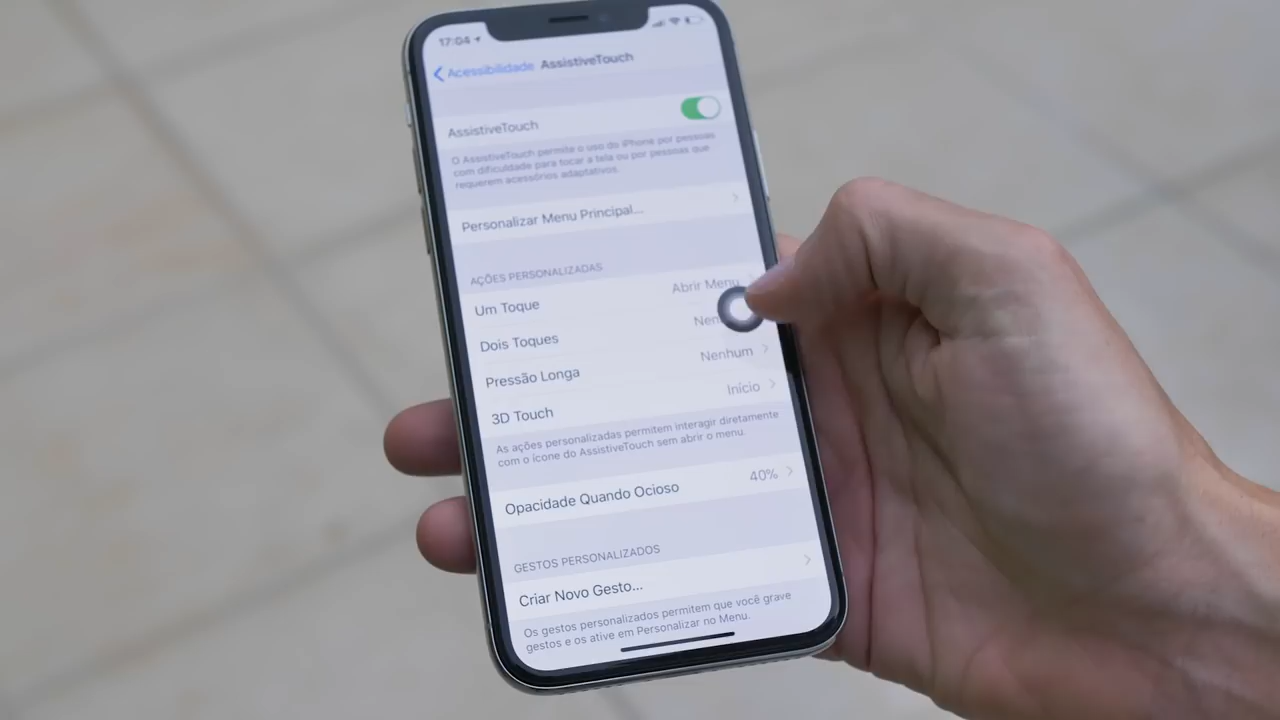 17:04
Acessibilidade AssistiveTouch
AssistiveTouch
O AssistiveTouch permite o uso do iPhone por pessoas
com dificuldade para tocar a tela ou por pessoas que
requerem acessórios adaptativos.
Personalizar Menu Principal...
AÇÕES PERSONALIZADAS
Um Toque Abrir Menu
Dois Toques
Pressão Longa Nenhum
3D Touch Início
As ações personalizadas permitem interagir diretamente
com o ícone do AssistiveTouch sem abrir o menu.
Opacidade Quando Ocioso 40%
GESTOS PERSONALIZADOS
Criar Novo Gesto...
Os gestos personalizados permitem que você grave
gestos e os ative em Personalizar no Menu.